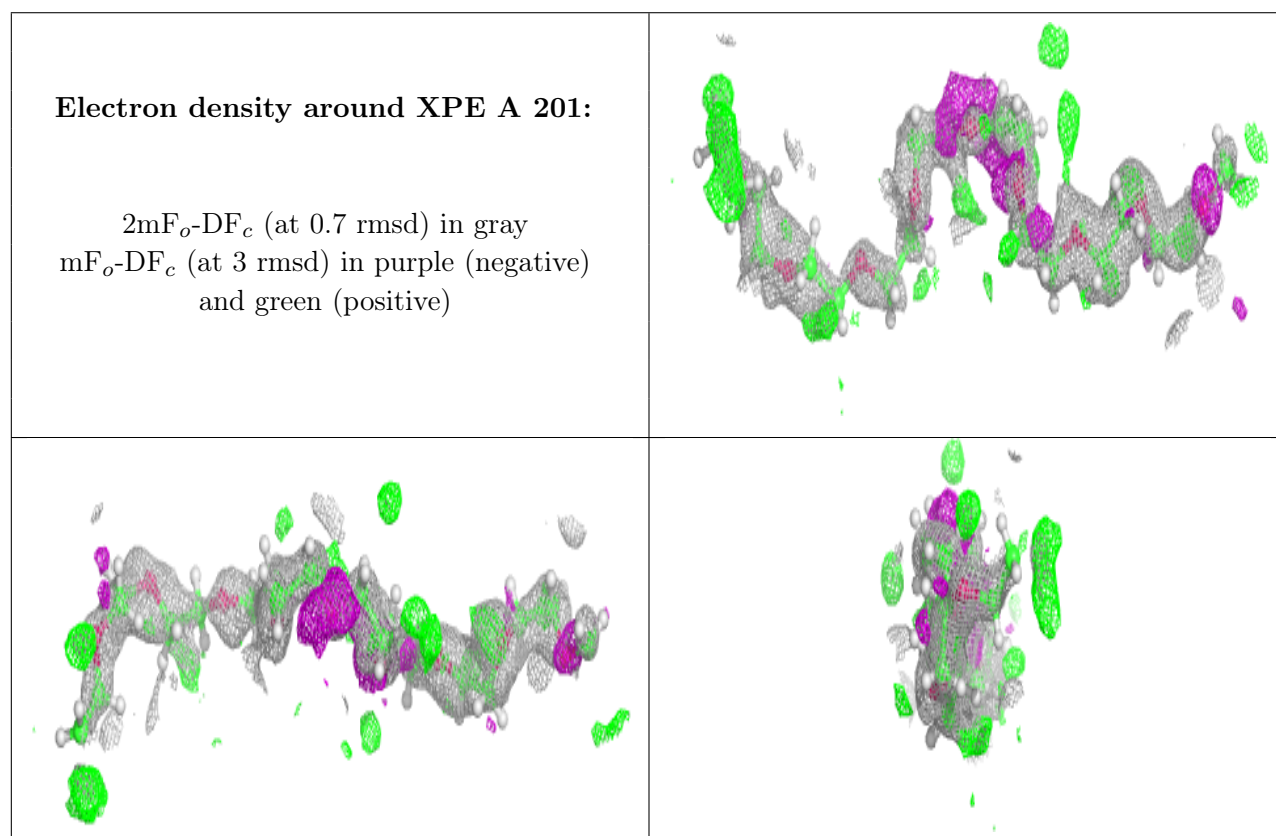 Electron density around XPE A 201:
2mFo-DFc (at 0.7 rmsd) in gray
mFo-DFc (at 3 rmsd) in purple (negative)
and green (positive)